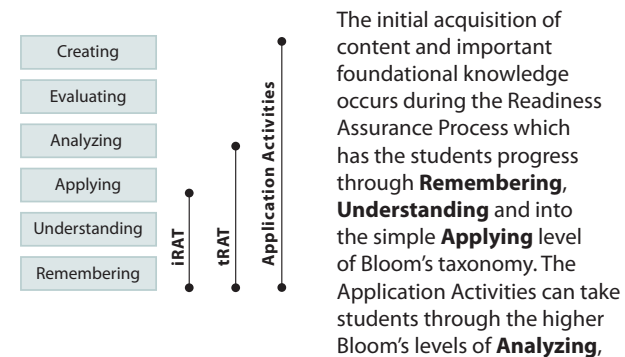 Creating
Evaluating
Analyzing
Applying
Understanding
Remembering
iRAT
tRAT
Application Activities
The initial acquisition of
content and important
foundational knowledge
occurs during the Readiness
Assurance Process which
has the students progress
through Remembering,
Understanding and into
the simple Applying level
of Bloom’s taxonomy. The
Application Activities can take
students through the higher
Bloom’s levels of Analyzing,